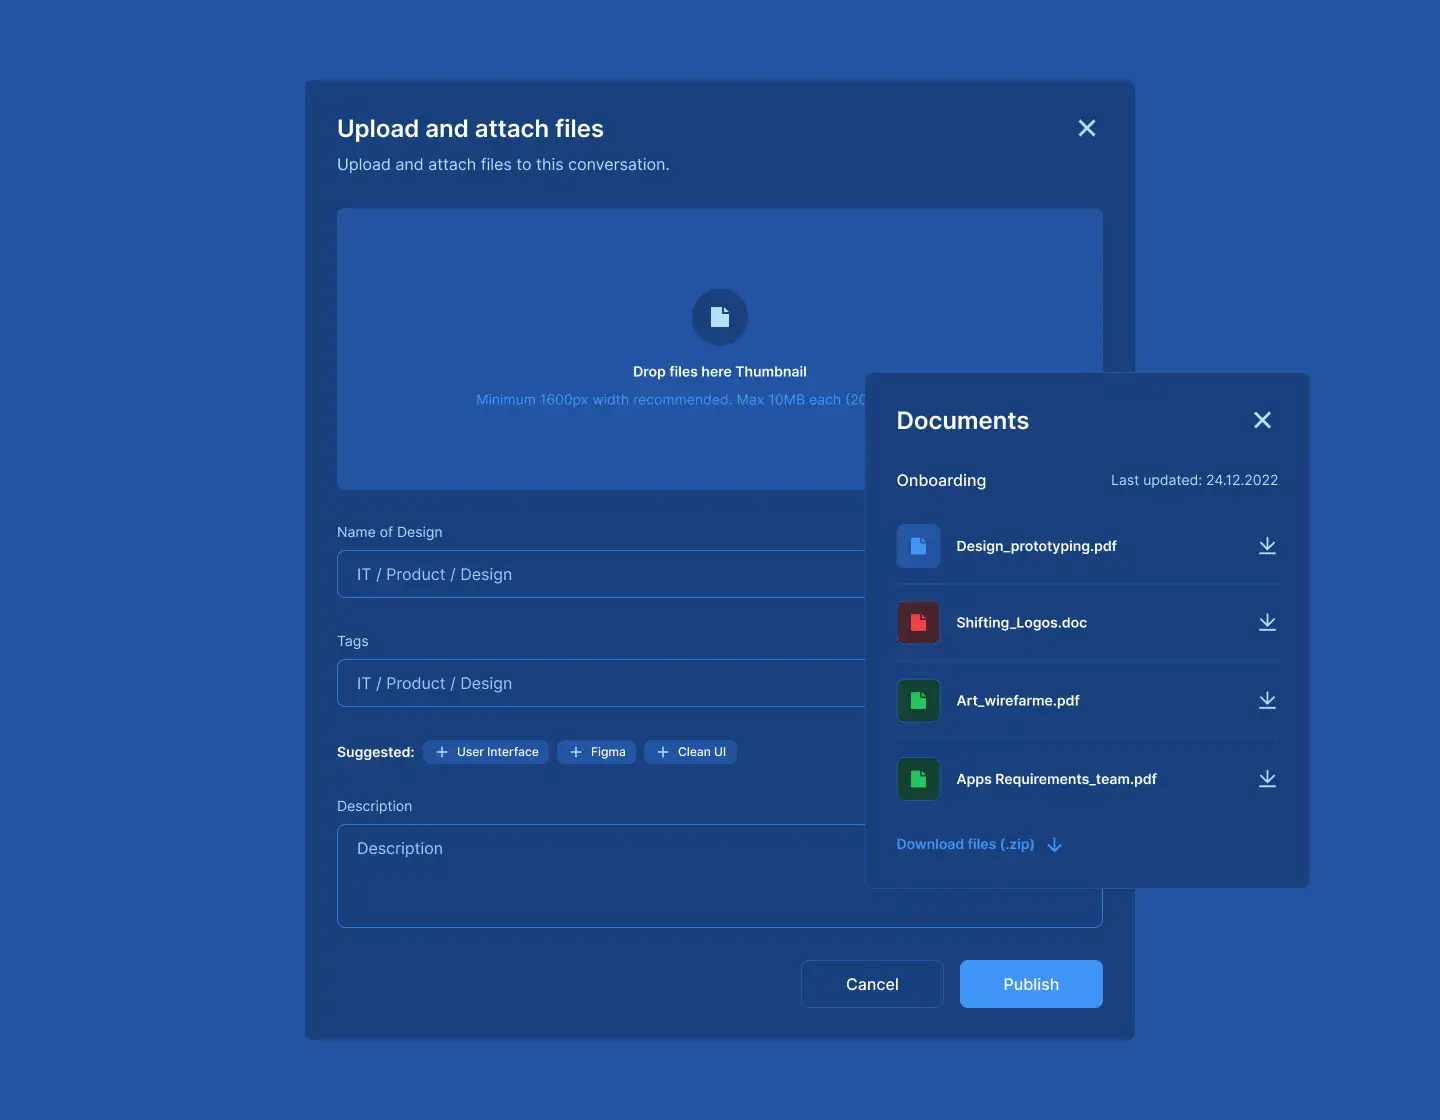 Upload and attach files
Upload and attach files to this conversation.
Drop files here Thumbnail
Minimum 1600px width recommended. Max 10MB each (20
Name of Design
IT / Product / Design
Tags
IT / Product / Design
Suggested: + User Interface + Figma + Clean UI
Description
Description
Cancel Publish
Documents
Onboarding Last updated: 24.12.2022
Design_prototyping.pdf
Shifting_Logos.doc
Art_wirefarme.pdf
Apps Requirements_team.pdf
Download files (.zip)